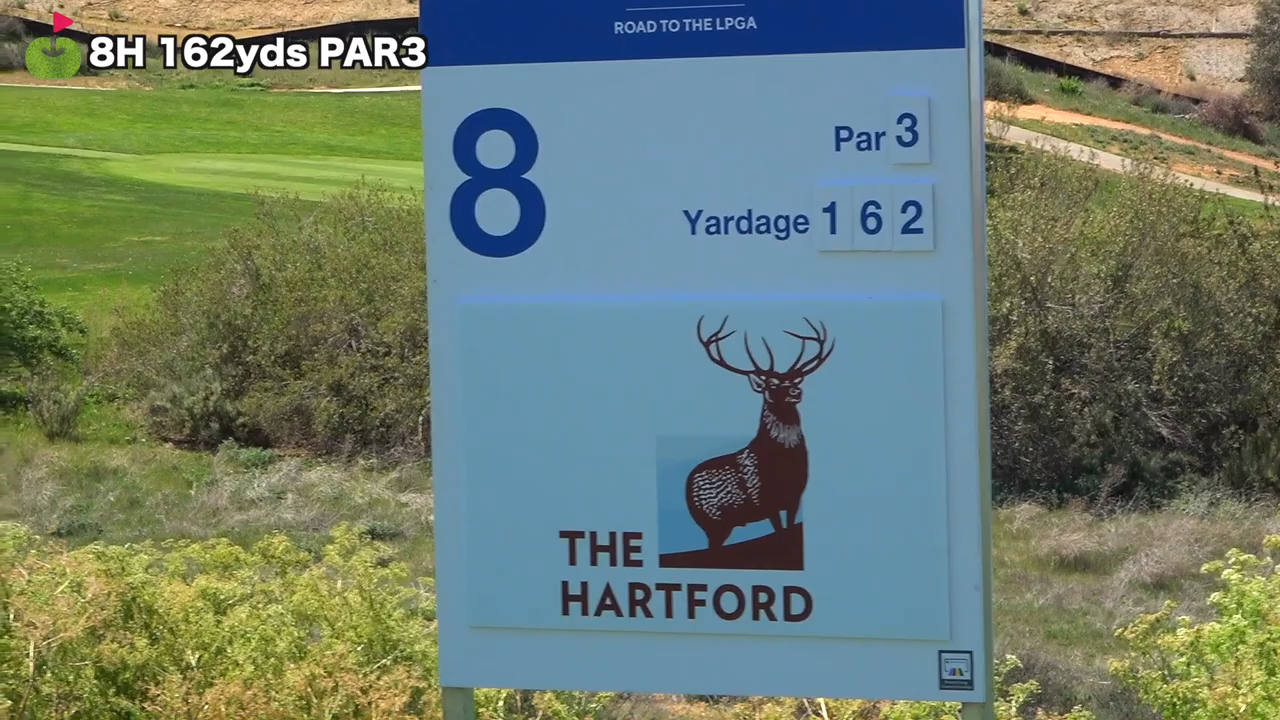 8H 162yds PAR3
ROAD TO THE LPGA
8
Par 3
Yardage 162
THE
HARTFORD